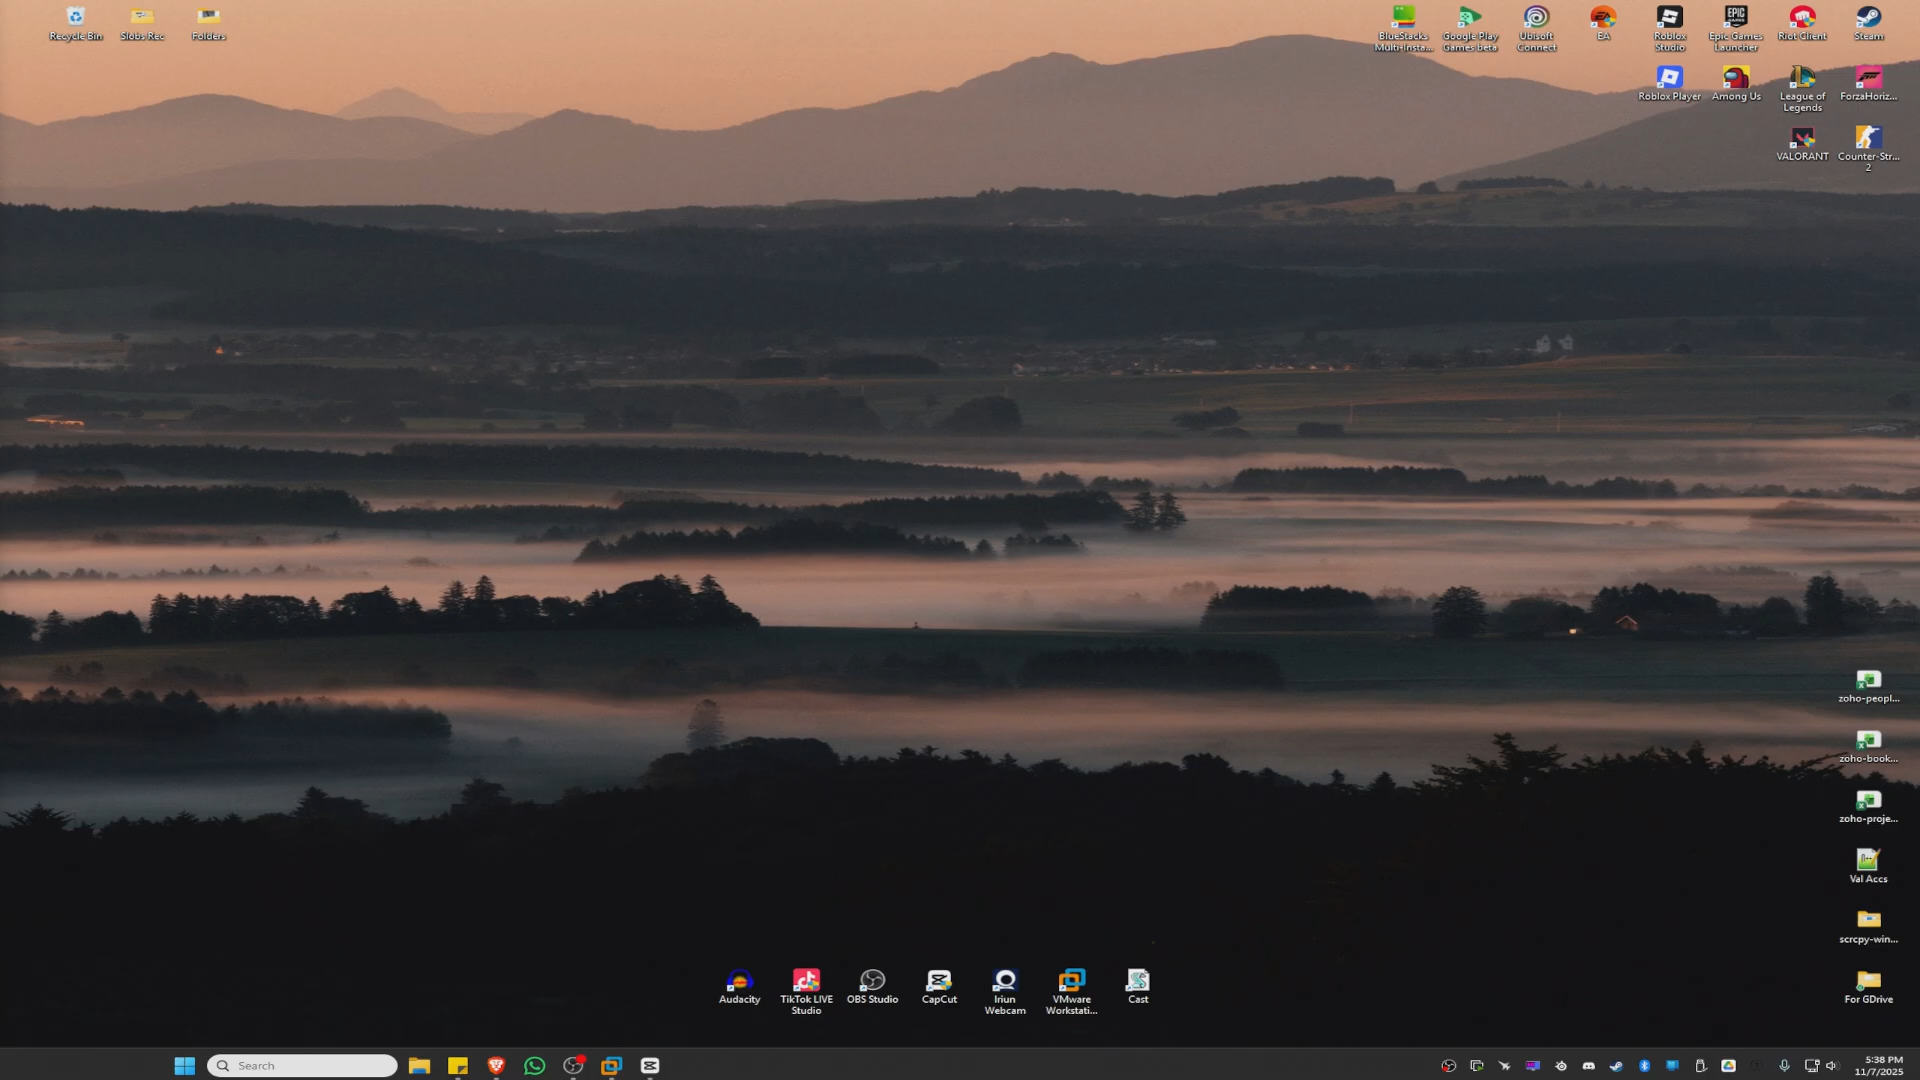 Recycle Bin
Slobs Rec
Folders
BlueStacks
Multi-Insta...
Google Play
Games beta
Ubisoft
Connect
EA
Roblox
Studio
Epic Games
Launcher
Riot Client
Steam
Roblox Player
Among Us
League of
Legends
ForzaHoriz...
VALORANT
Counter-Str...
2
zoho-peopl...
zoho-book...
zoho-proje...
Val Accs
scrcpy-win...
For GDrive
Audacity
TikTok LIVE
Studio
OBS Studio
CapCut
Iriun
Webcam
VMware
Workstati...
Cast
Search
5:38 PM
11/7/2025